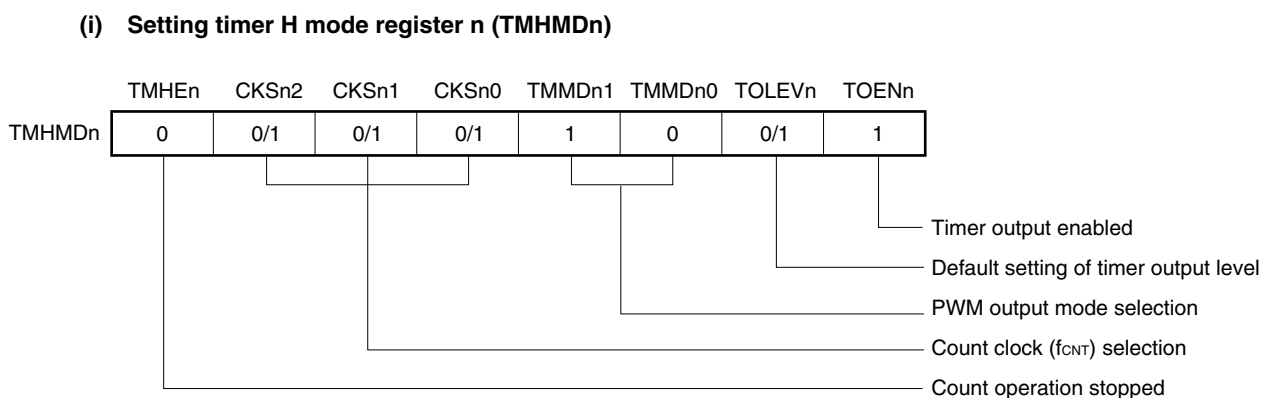 (i) Setting timer H mode register n (TMHMDn)
TMHEn CKSn2 CKSn1 CKSn0 TMMDn1 TMMDn0 TOLEVn TOENn
TMHMDn 0 0/1 0/1 0/1 1 0 0/1 1
Timer output enabled
Default setting of timer output level
PWM output mode selection
Count clock (fCNT) selection
Count operation stopped